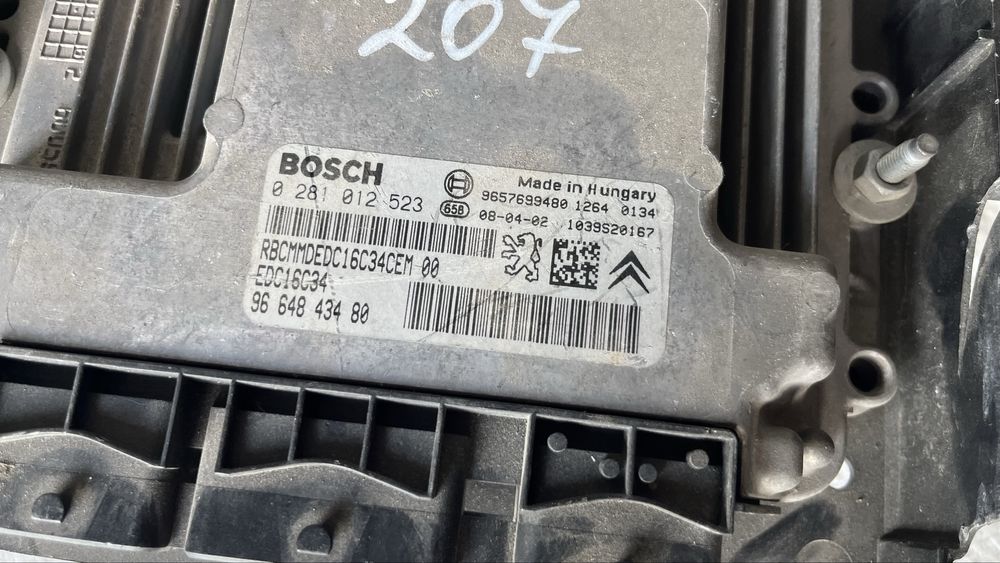 207
BOSCH
Made in Hungary
0 281 012 523
658
9657699480 1264 0134
08-04-02 1039S20167
RBCMMDEDC16C34CEM 00
EDC16C34
96 648 434 80